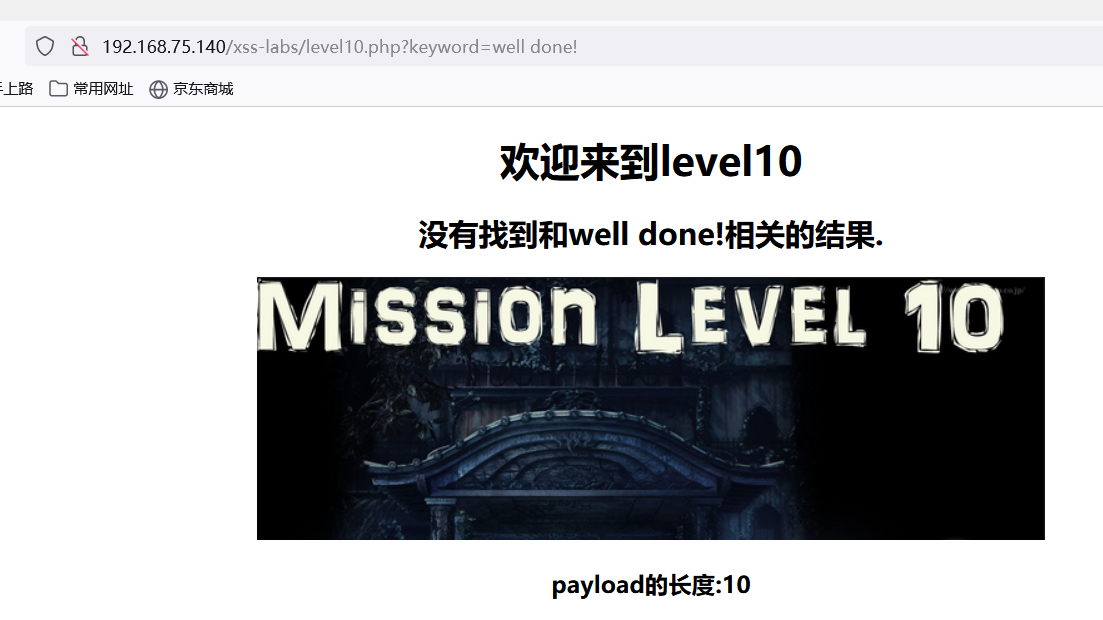 192.168.75.140/xss-labs/level10.php?keyword=well done!
上路 常用网址 京东商城
欢迎来到level10
没有找到和well done!相关的结果.
MISSION LEVEL 10
payload的长度:10